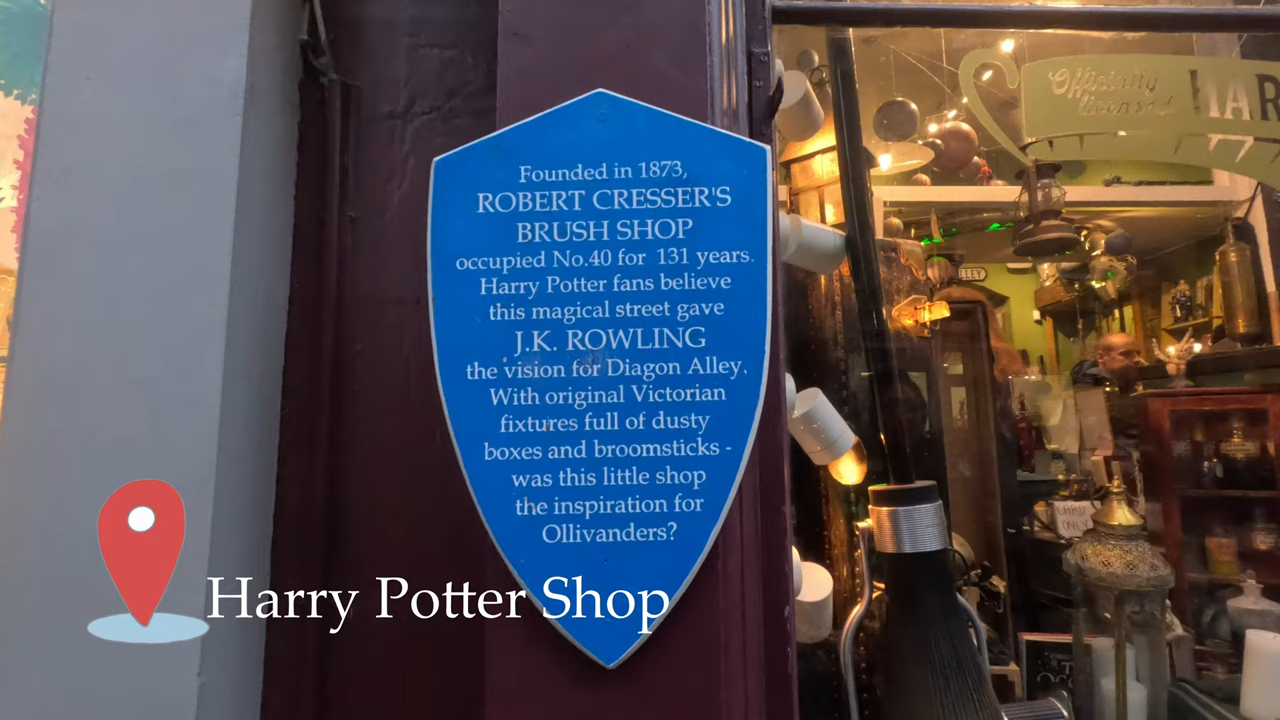 Founded in 1873,
ROBERT CRESSER'S
BRUSH SHOP
occupied No.40 for 131 years.
Harry Potter fans believe
this magical street gave
J.K. ROWLING
the vision for Diagon Alley.
With original Victorian
fixtures full of dusty
boxes and broomsticks -
was this little shop
the inspiration for
Ollivanders?
Harry Potter Shop
Officially
licensed
CARD
ONLY